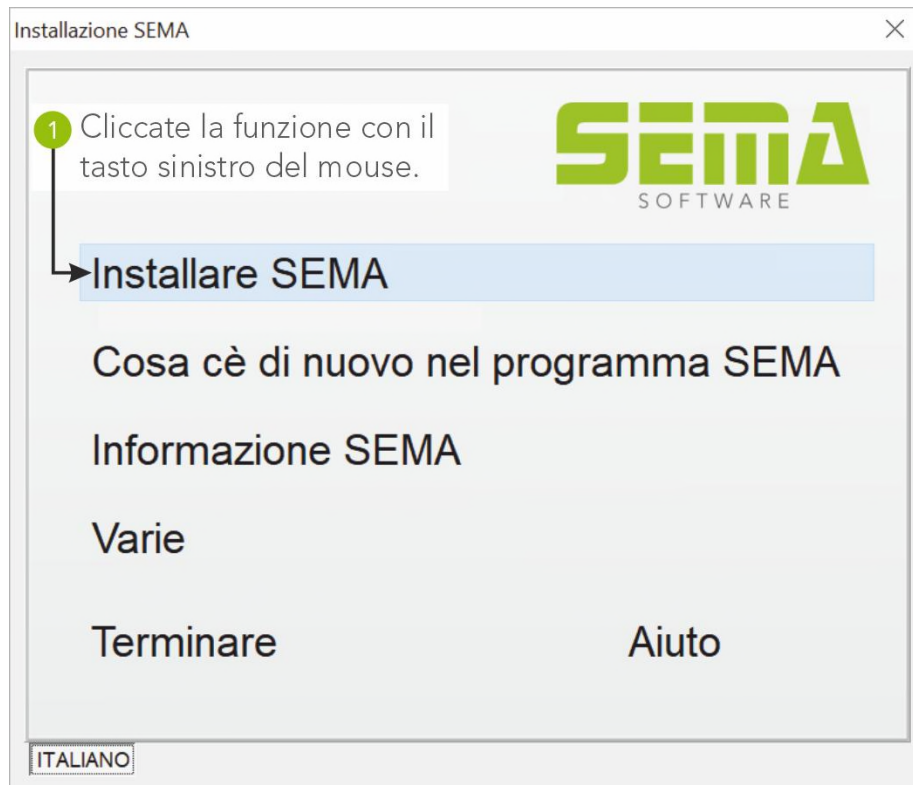 Installazione SEMA
1 Cliccate la funzione con il
tasto sinistro del mouse.
SEMA
SOFTWARE
Installare SEMA
Cosa cè di nuovo nel programma SEMA
Informazione SEMA
Varie
Terminare Aiuto
ITALIANO